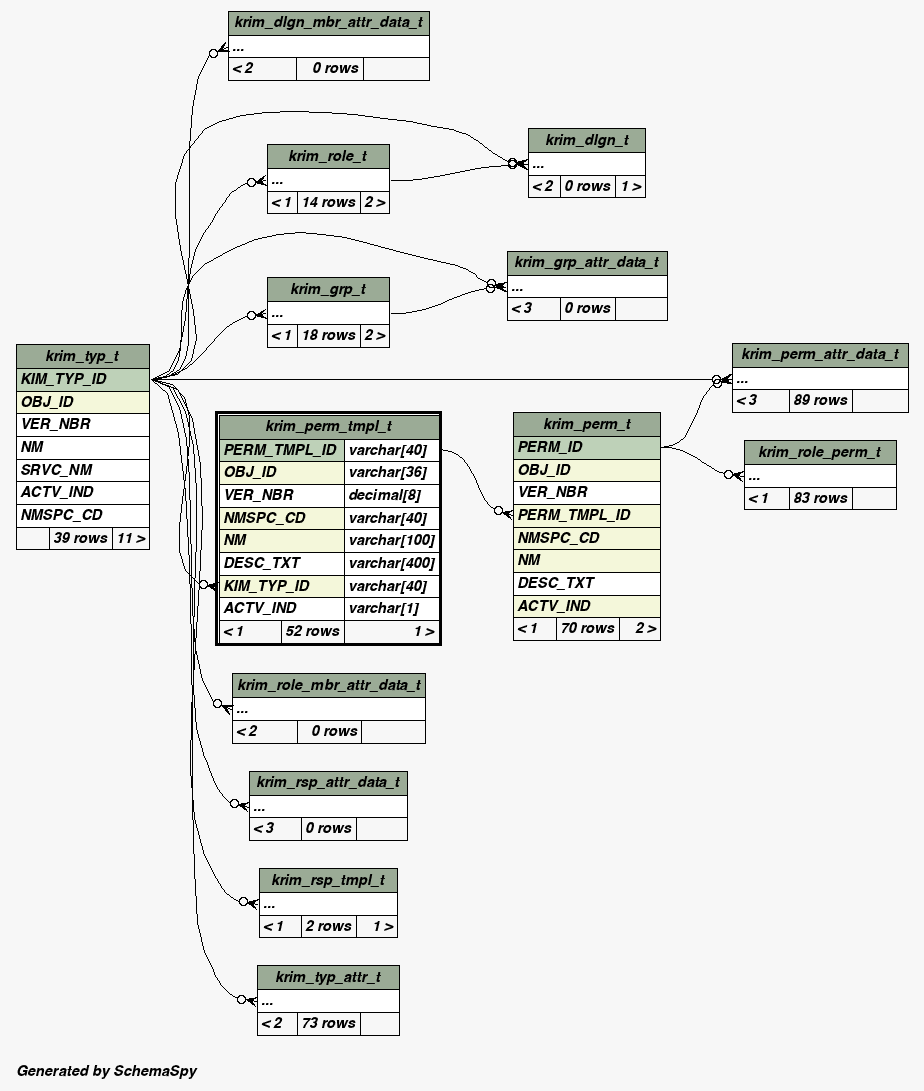 krim_dlgn_mbr_attr_data_t
...
< 2 0 rows
krim_dlgn_t
...
< 2 0 rows 1 >
krim_role_t
...
< 1 14 rows 2 >
krim_grp_attr_data_t
...
< 3 0 rows
krim_grp_t
...
< 1 18 rows 2 >
krim_typ_t
KIM_TYP_ID
OBJ_ID
VER_NBR
NM
SRVC_NM
ACTV_IND
NMSPC_CD
39 rows 11 >
krim_perm_attr_data_t
...
< 3 89 rows
krim_perm_tmpl_t
PERM_TMPL_ID varchar[40]
OBJ_ID varchar[36]
VER_NBR decimal[8]
NMSPC_CD varchar[40]
NM varchar[100]
DESC_TXT varchar[400]
KIM_TYP_ID varchar[40]
ACTV_IND varchar[1]
< 1 52 rows 1 >
krim_perm_t
PERM_ID
OBJ_ID
VER_NBR
PERM_TMPL_ID
NMSPC_CD
NM
DESC_TXT
ACTV_IND
< 1 70 rows 2 >
krim_role_perm_t
...
< 1 83 rows
krim_role_mbr_attr_data_t
...
< 2 0 rows
krim_rsp_attr_data_t
...
< 3 0 rows
krim_rsp_tmpl_t
...
< 1 2 rows 1 >
krim_typ_attr_t
...
< 2 73 rows
Generated by SchemaSpy